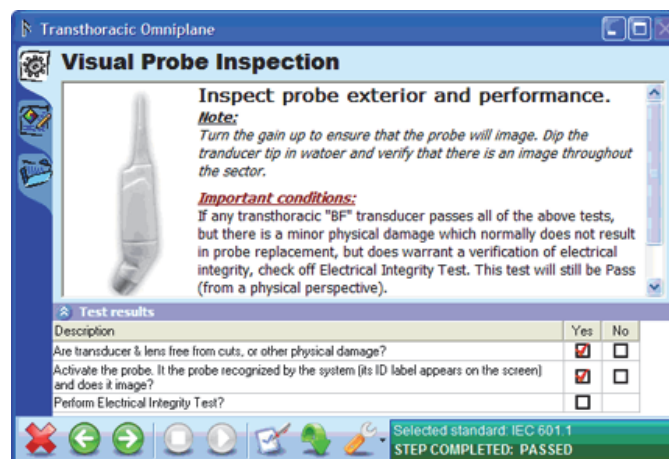 Transthoracic Omniplane
Visual Probe Inspection
Inspect probe exterior and performance.
Note:
Turn the gain up to ensure that the probe will image. Dip the
tranducer tip in watoer and verify that there is an image throughout
the sector.
Important conditions:
If any transthoracic "BF" transducer passes all of the above tests,
but there is a minor physical damage which normally does not result
in probe replacement, but does warrant a verification of electrical
integrity, check off Electrical Integrity Test. This test will still be Pass
(from a physical perspective).
Test results
Description Yes No
Are transducer & lens free from cuts, or other physical damage?
Activate the probe. It the probe recognized by the system (its ID label appears on the screen)
and does it image?
Perform Electrical Integrity Test?
Selected standard: IEC 601.1
STEP COMPLETED: PASSED